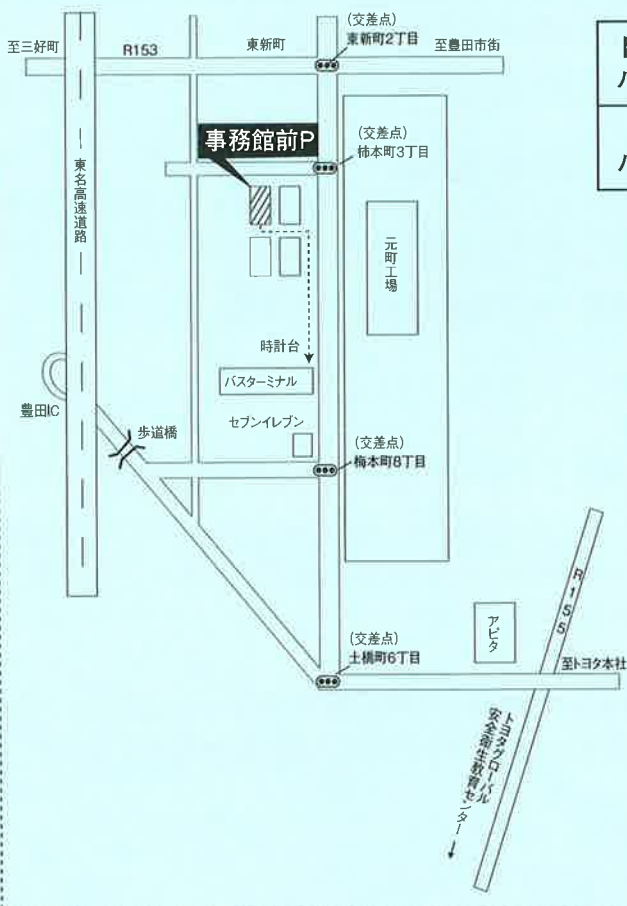 至三好町
R153
東新町
(交差点)
東新町2丁目
至豊田市街
事務館前P
(交差点)
柿本町3丁目
東名高速道路
元町工場
時計台
バスターミナル
豊田IC
歩道橋
セブンイレブン
(交差点)
梅本町8丁目
R155
アピタ
(交差点)
土橋町6丁目
至トヨタ本社
トヨタグローバル
安全衛生教育センター